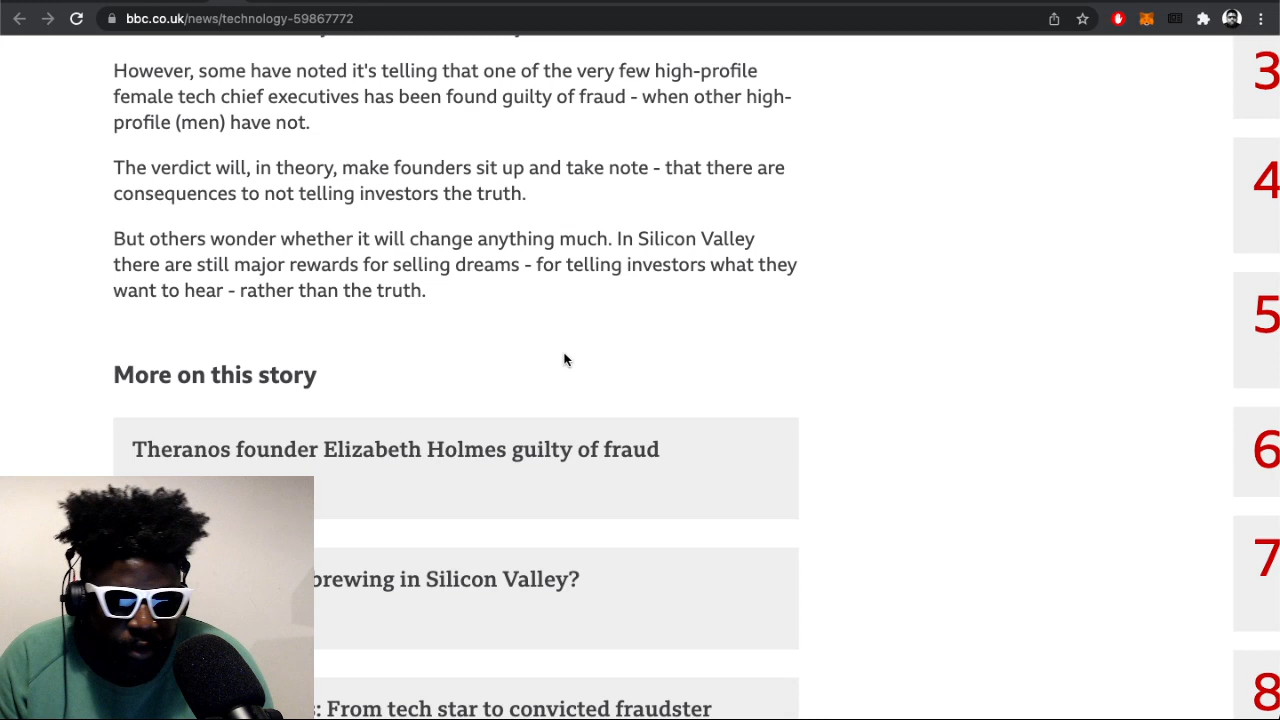 bbc.co.uk/news/technology-59867772
However, some have noted it's telling that one of the very few high-profile
female tech chief executives has been found guilty of fraud - when other high-
profile (men) have not.
The verdict will, in theory, make founders sit up and take note - that there are
consequences to not telling investors the truth.
But others wonder whether it will change anything much. In Silicon Valley
there are still major rewards for selling dreams - for telling investors what they
want to hear - rather than the truth.
More on this story
Theranos founder Elizabeth Holmes guilty of fraud
brewing in Silicon Valley?
: From tech star to convicted fraudster
3
4
5
6
7
8